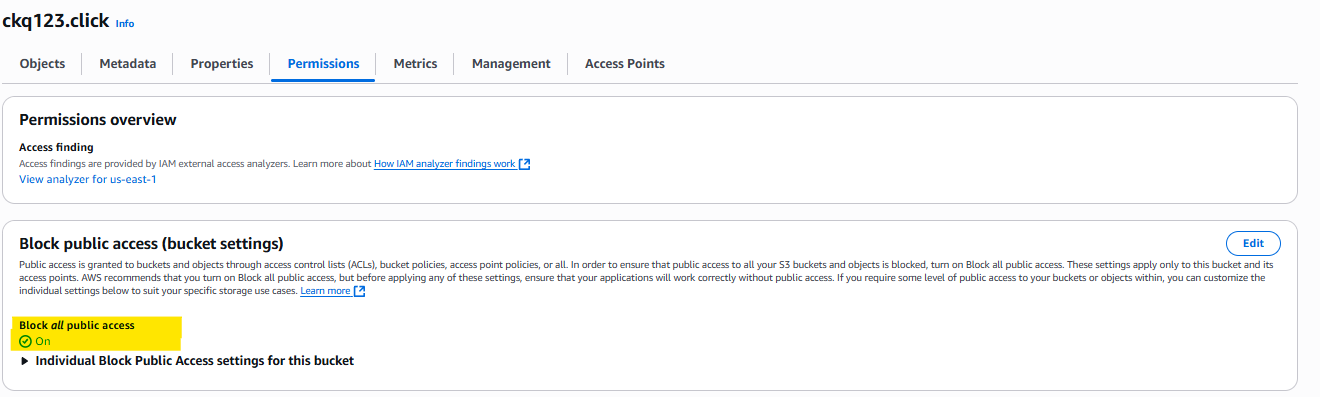 ckq123.click Info
Objects Metadata Properties Permissions Metrics Management Access Points
Permissions overview
Access finding
Access findings are provided by IAM external access analyzers. Learn more about How IAM analyzer findings work
View analyzer for us-east-1
Block public access (bucket settings)
Edit
Public access is granted to buckets and objects through access control lists (ACLs), bucket policies, access point policies, or all. In order to ensure that public access to all your S3 buckets and objects is blocked, turn on Block all public access. These settings apply only to this bucket and its
access points. AWS recommends that you turn on Block all public access, but before applying any of these settings, ensure that your applications will work correctly without public access. If you require some level of public access to your buckets or objects within, you can customize the
individual settings below to suit your specific storage use cases. Learn more
Block all public access
On
Individual Block Public Access settings for this bucket